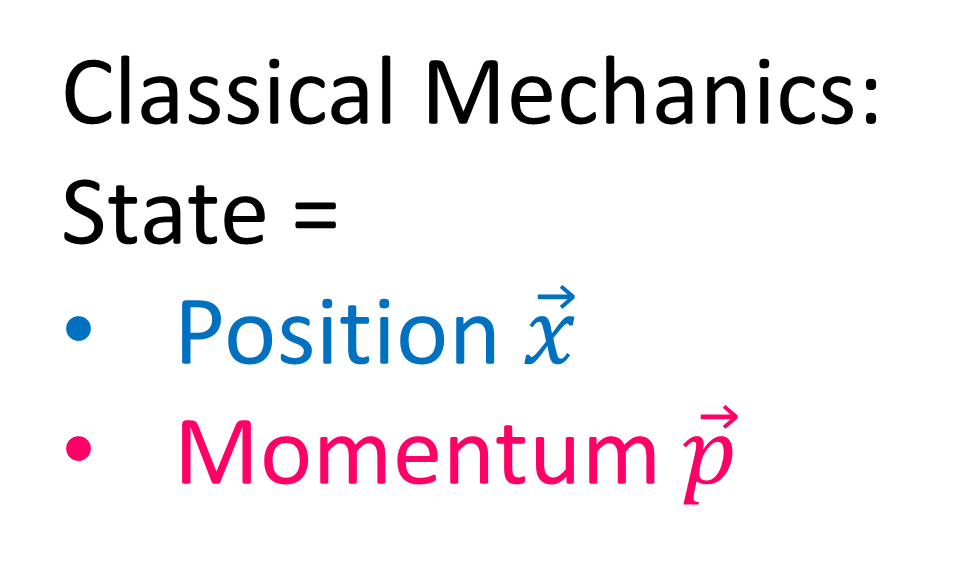 Classical Mechanics:
State =
• Position x⃗
• Momentum p⃗